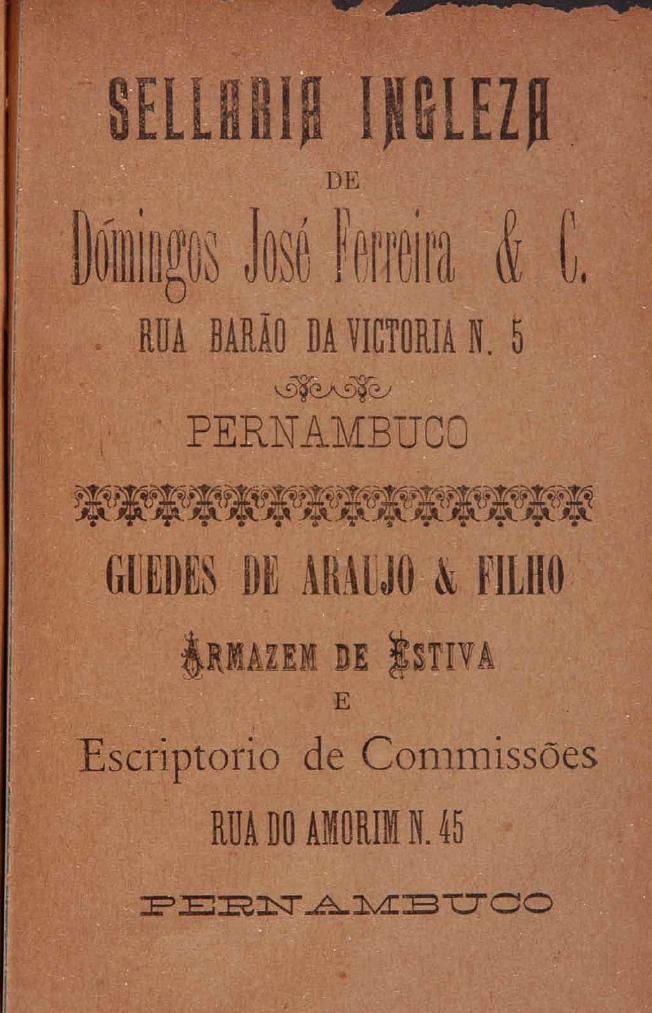 SELLARIA INGLEZA
DE
Domingos José Ferreira & C.
RUA BARÃO DA VICTORIA N. 5
PERNAMBUCO
GUEDES DE ARAUJO & FILHO
ARMAZEM DE ESTIVA
E
Escriptorio de Commissões
RUA DO AMORIM N. 45
PERNAMBUCO